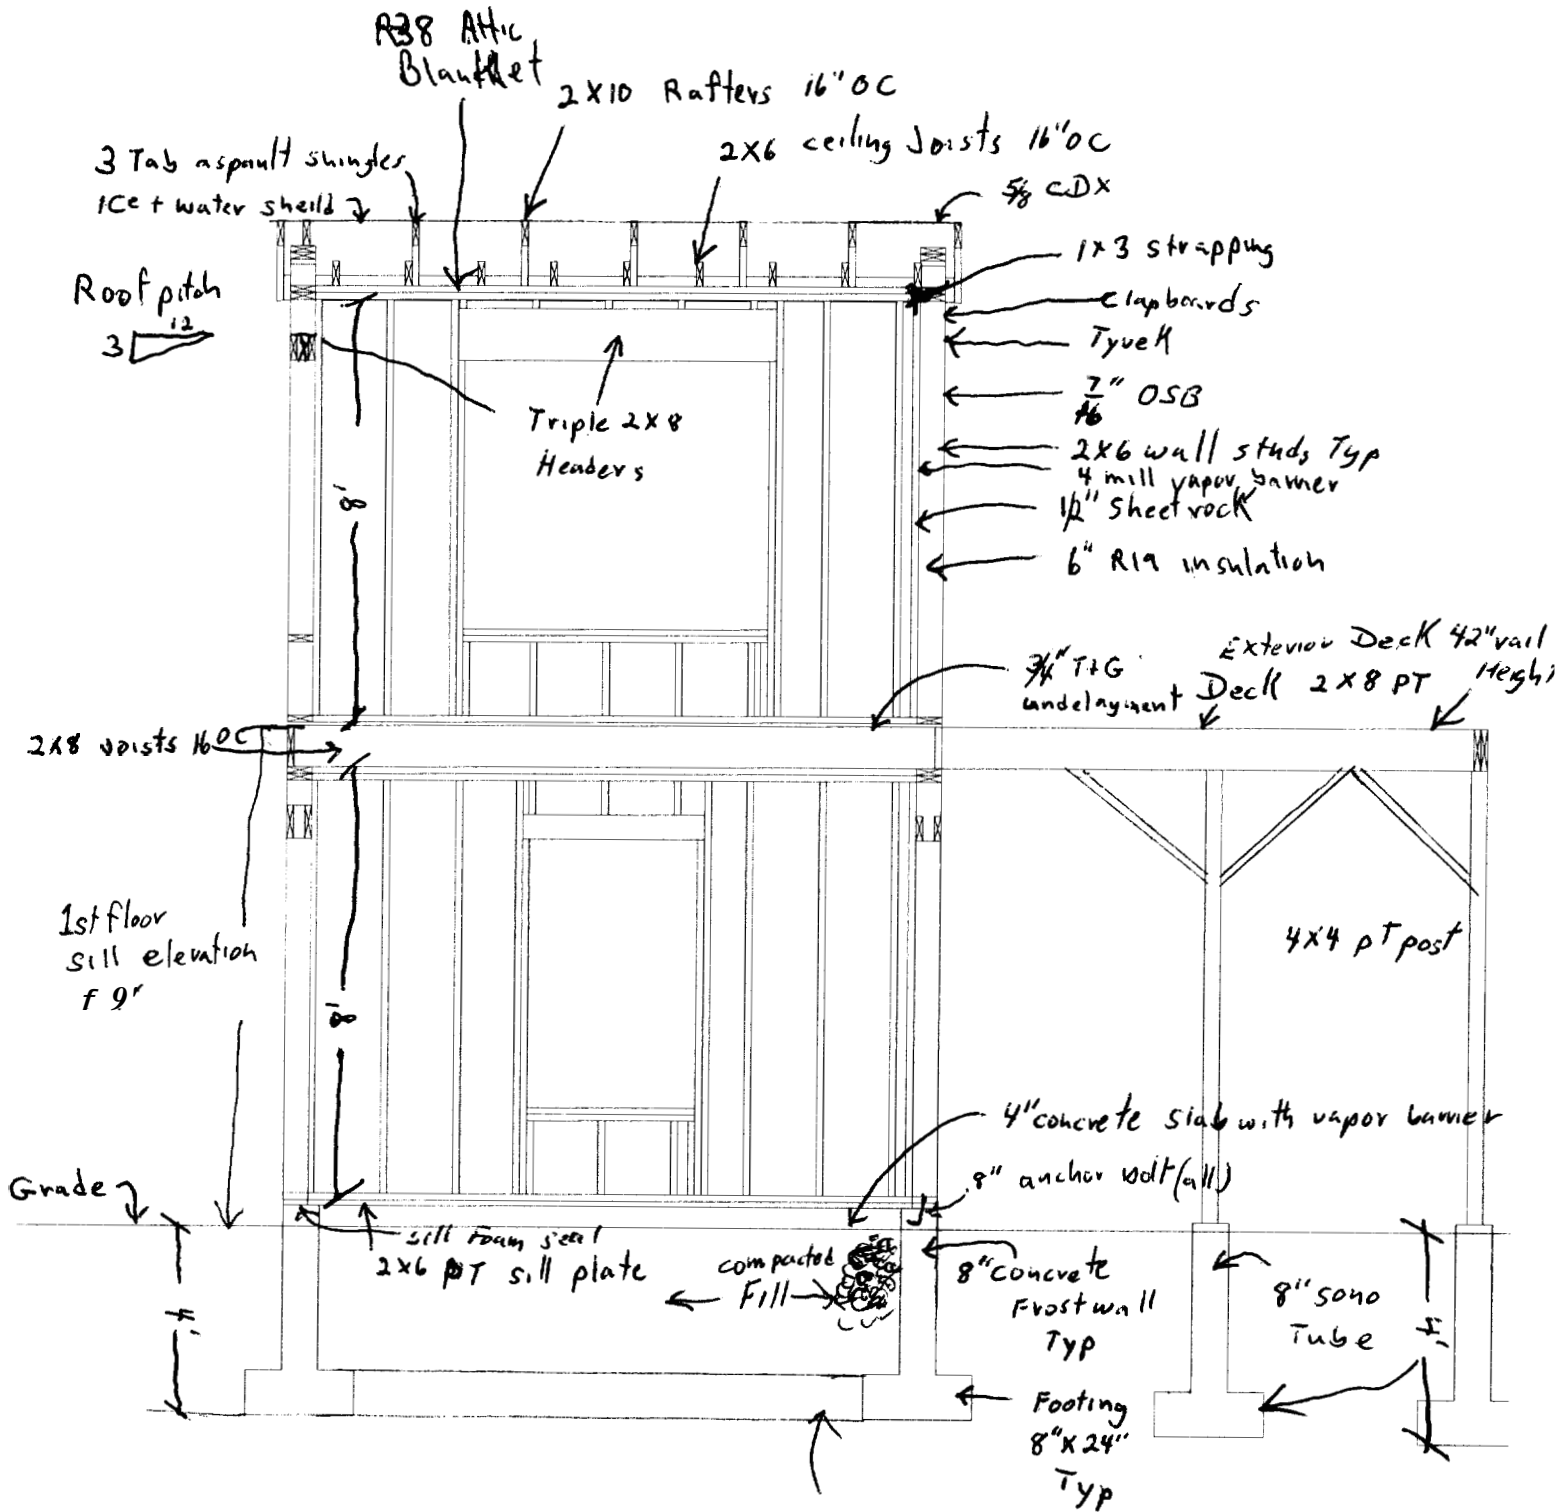 R38 Attic
Blanket
2X10 Rafters 16" OC
2X6 ceiling Joists 16" OC
3 Tab aspault shingles
ICe + water sheild
5/8 CDX
1x3 strapping
Roof pitch
12
3
Clapboards
Tyvek
7/16" OSB
Triple 2X8
Headers
2X6 wall studs Typ
4 mill vapor barrier
1/2" Sheetrock
6" R19 insulation
8'
Exterior Deck 42" rail
Height
3/4" T+G
undelayment
Deck 2X8 PT
2X8 Joists 16 OC
1st floor
sill elevation
f 9'
8'
4X4 PT post
4" concrete slab with vapor barrier
8" anchor bolt (all)
Grade
sill Foam seal
2X6 PT sill plate
compacted
Fill
8" concrete
Frostwall
Typ
8" sono
Tube
4'
4'
Footing
8" X 24"
Typ